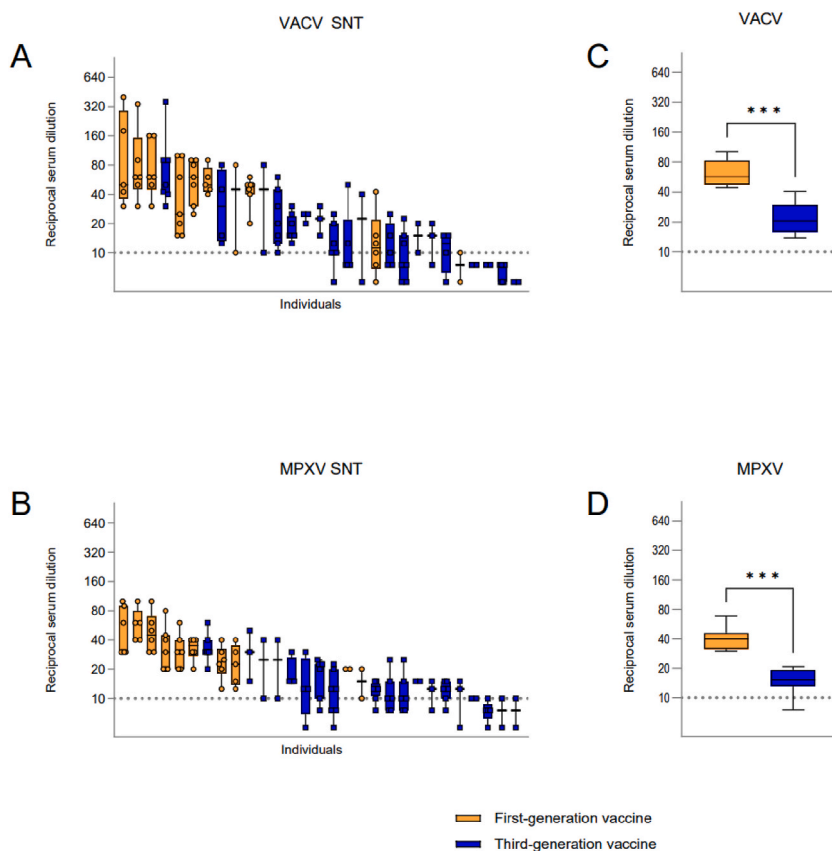 VACV SNT
A
Reciprocal serum dilution
640
320
160
80
40
20
10
Individuals
VACV
C
Reciprocal serum dilution
640
320
160
80
40
20
10
***
MPXV SNT
B
Reciprocal serum dilution
640
320
160
80
40
20
10
Individuals
MPXV
D
Reciprocal serum dilution
640
320
160
80
40
20
10
***
First-generation vaccine
Third-generation vaccine